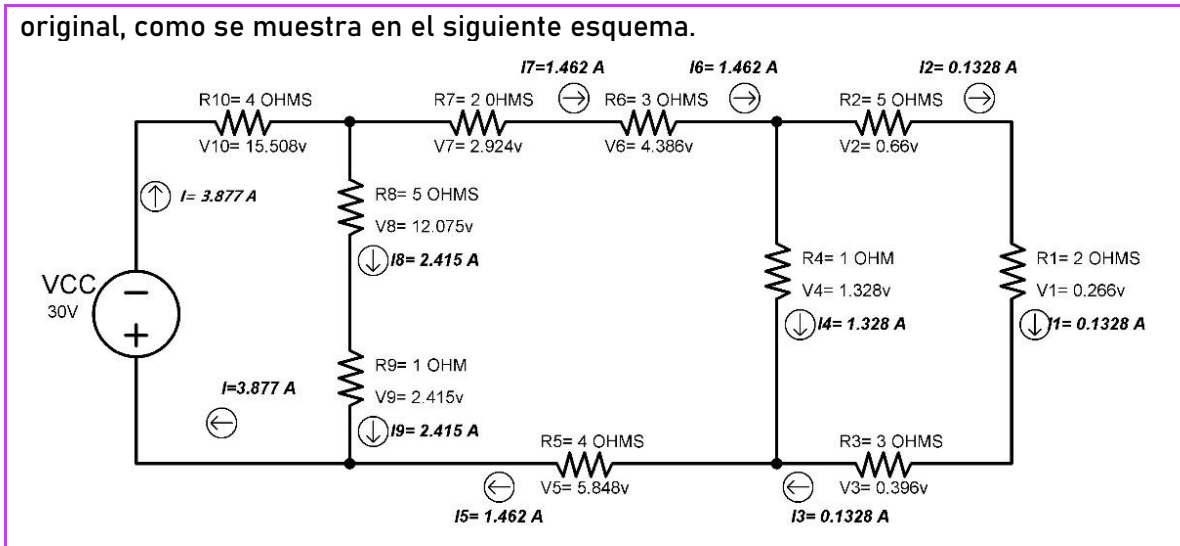 original, como se muestra en el siguiente esquema.
I7=1.462 A
I6= 1.462 A
I2= 0.1328 A
R10= 4 OHMS
R7= 2 OHMS
R6= 3 OHMS
R2= 5 OHMS
V10= 15.508v
V7= 2.924v
V6= 4.386v
V2= 0.66v
I= 3.877 A
R8= 5 OHMS
V8= 12.075v
I8= 2.415 A
R4= 1 OHM
V4= 1.328v
I4= 1.328 A
R1= 2 OHMS
V1= 0.266v
I1= 0.1328 A
VCC
30V
−
+
I=3.877 A
R9= 1 OHM
V9= 2.415v
I9= 2.415 A
R5= 4 OHMS
V5= 5.848v
I5= 1.462 A
R3= 3 OHMS
V3= 0.396v
I3= 0.1328 A